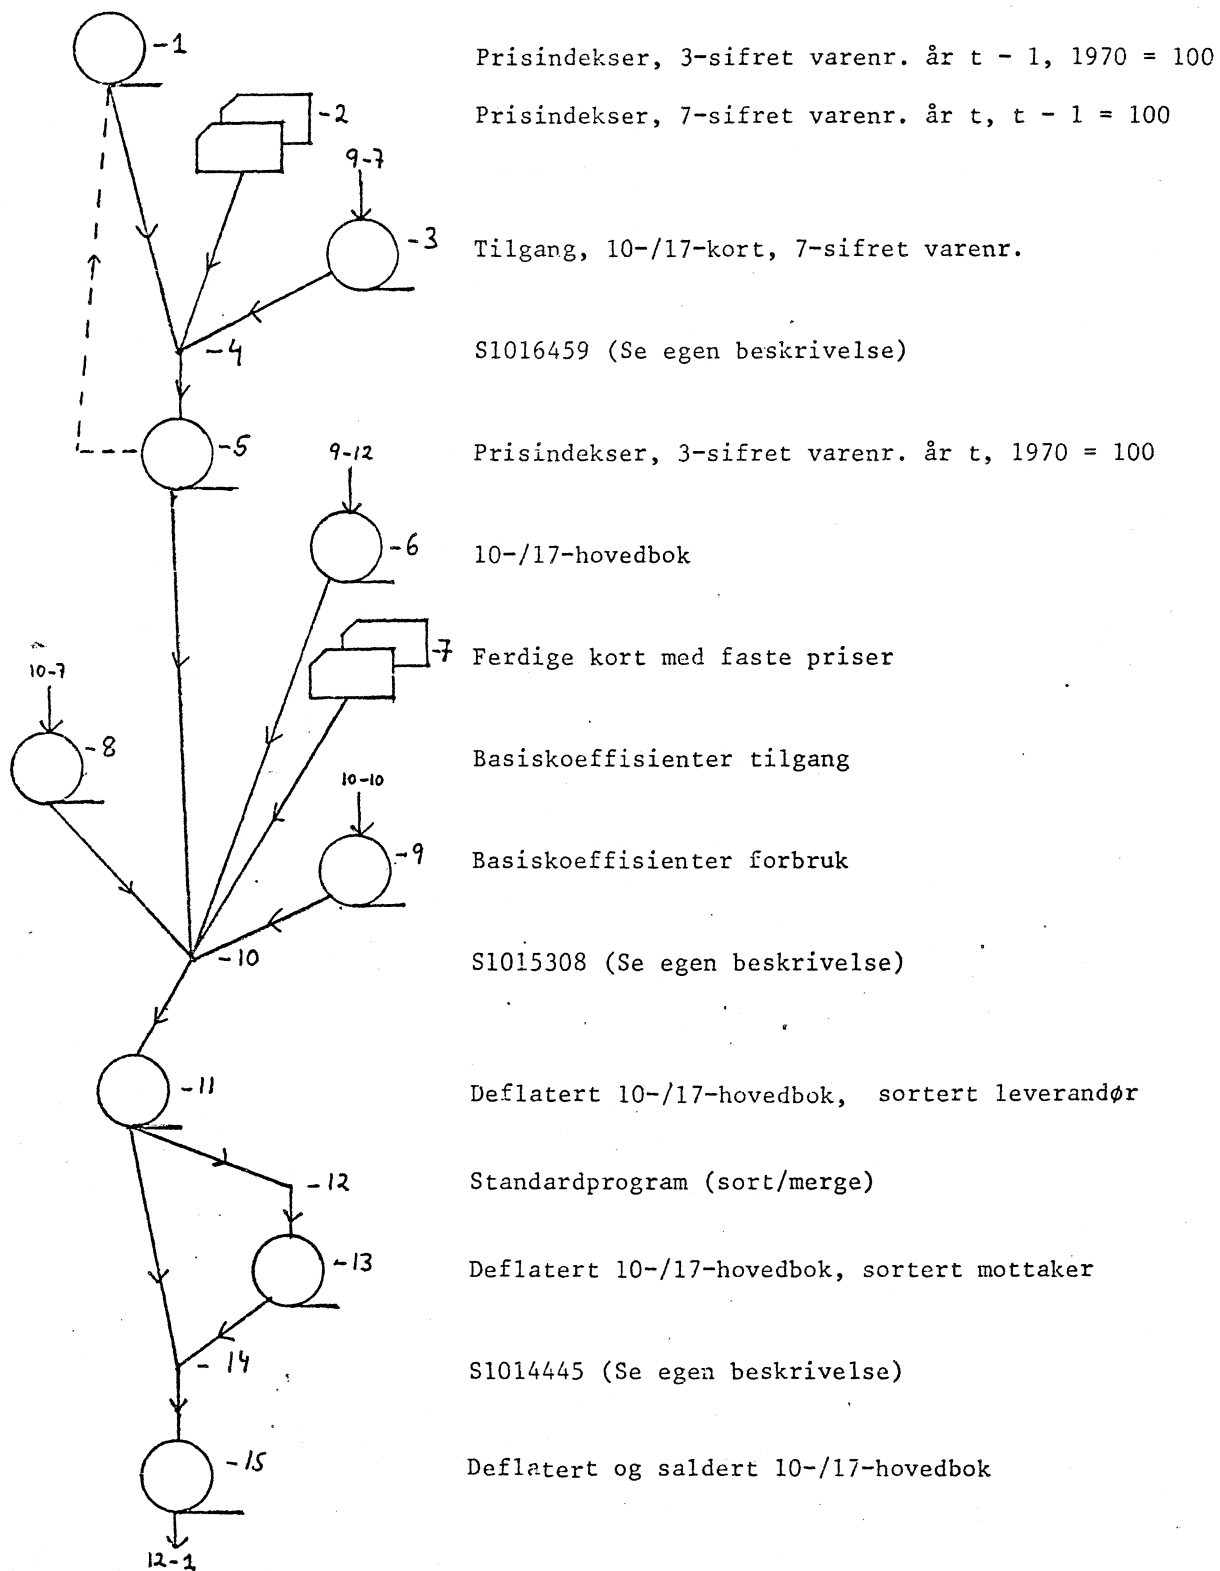 -1
Prisindekser, 3-sifret varenr. år t - 1, 1970 = 100
-2
Prisindekser, 7-sifret varenr. år t, t - 1 = 100
9-7
-3
Tilgang, 10-/17-kort, 7-sifret varenr.
-4
S1016459 (Se egen beskrivelse)
-5
Prisindekser, 3-sifret varenr. år t, 1970 = 100
9-12
-6
10-/17-hovedbok
-7
Ferdige kort med faste priser
10-7
-8
Basiskoeffisienter tilgang
10-10
-9
Basiskoeffisienter forbruk
-10
S1015308 (Se egen beskrivelse)
-11
Deflatert 10-/17-hovedbok, sortert leverandør
-12
Standardprogram (sort/merge)
-13
Deflatert 10-/17-hovedbok, sortert mottaker
-14
S1014445 (Se egen beskrivelse)
-15
Deflatert og saldert 10-/17-hovedbok
12-1